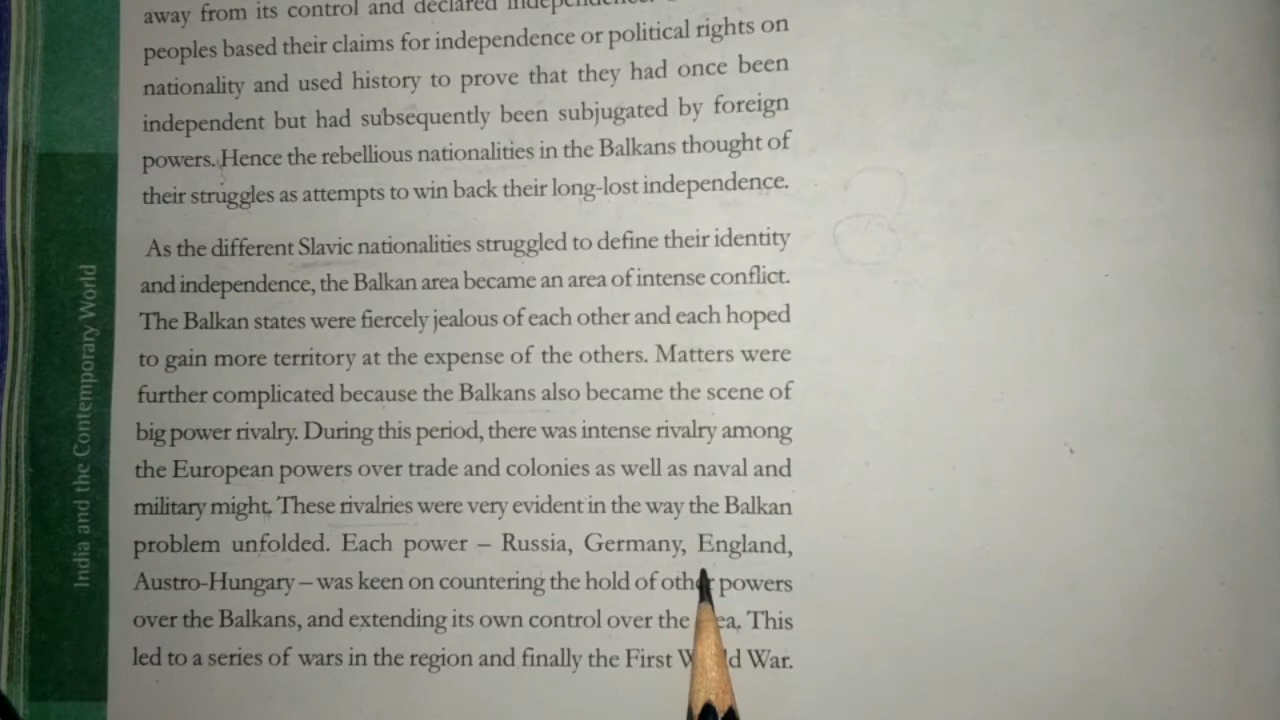 away from its control and declared independence.
peoples based their claims for independence or political rights on
nationality and used history to prove that they had once been
independent but had subsequently been subjugated by foreign
powers. Hence the rebellious nationalities in the Balkans thought of
their struggles as attempts to win back their long-lost independence.
As the different Slavic nationalities struggled to define their identity
and independence, the Balkan area became an area of intense conflict.
The Balkan states were fiercely jealous of each other and each hoped
to gain more territory at the expense of the others. Matters were
further complicated because the Balkans also became the scene of
big power rivalry. During this period, there was intense rivalry among
the European powers over trade and colonies as well as naval and
military might. These rivalries were very evident in the way the Balkan
problem unfolded. Each power – Russia, Germany, England,
Austro-Hungary – was keen on countering the hold of other powers
over the Balkans, and extending its own control over the area. This
led to a series of wars in the region and finally the First World War.
India and the Contemporary World